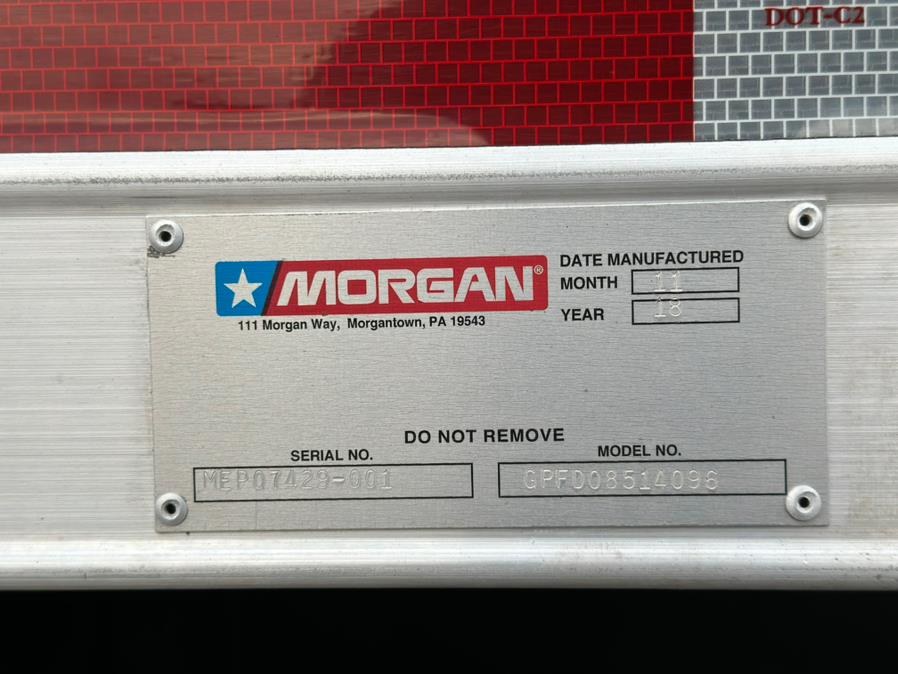 DOT-C2
MORGAN®
111 Morgan Way, Morgantown, PA 19543
DATE MANUFACTURED
MONTH 11
YEAR 18
DO NOT REMOVE
SERIAL NO.
MEPQ7429-001
MODEL NO.
GPFD08514096